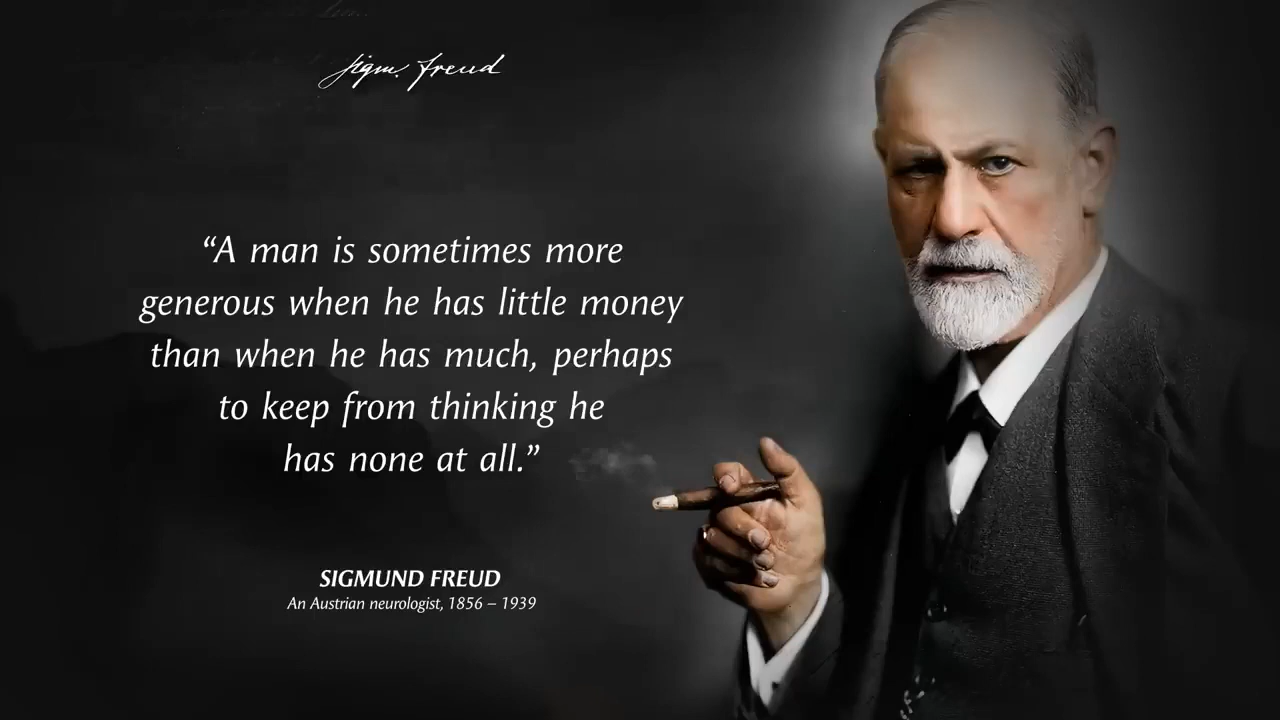 Sigm. Freud
“A man is sometimes more
generous when he has little money
than when he has much, perhaps
to keep from thinking he
has none at all.”
SIGMUND FREUD
An Austrian neurologist, 1856 – 1939